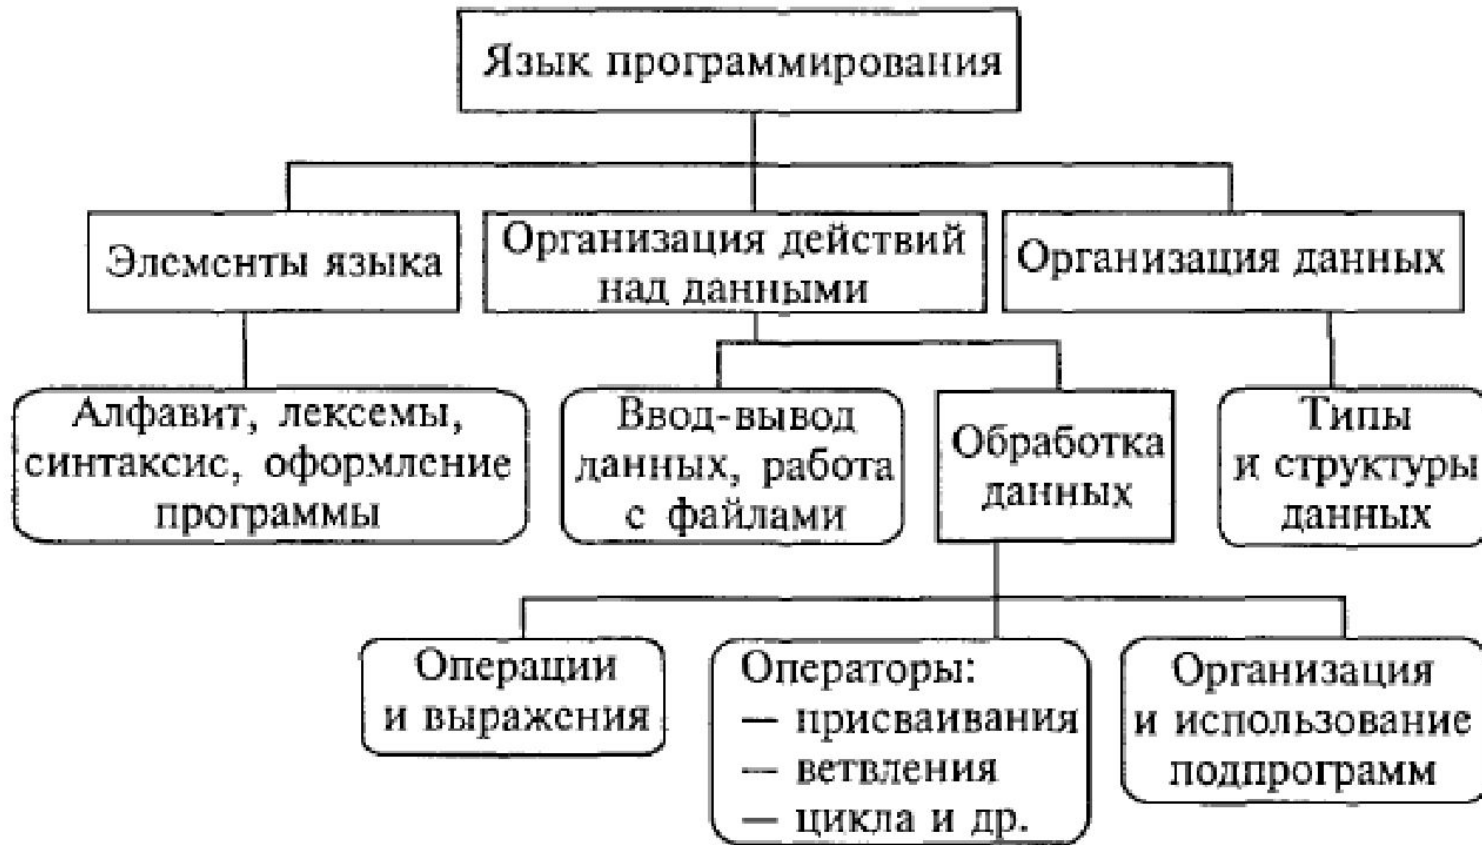 Язык программирования
Элементы языка
Организация действий
над данными
Организация данных
Алфавит, лексемы,
синтаксис, оформление
программы
Ввод-вывод
данных, работа
с файлами
Обработка
данных
Типы
и структуры
данных
Операции
и выражения
Операторы:
— присваивания
— ветвления
— цикла и др.
Организация
и использование
подпрограмм